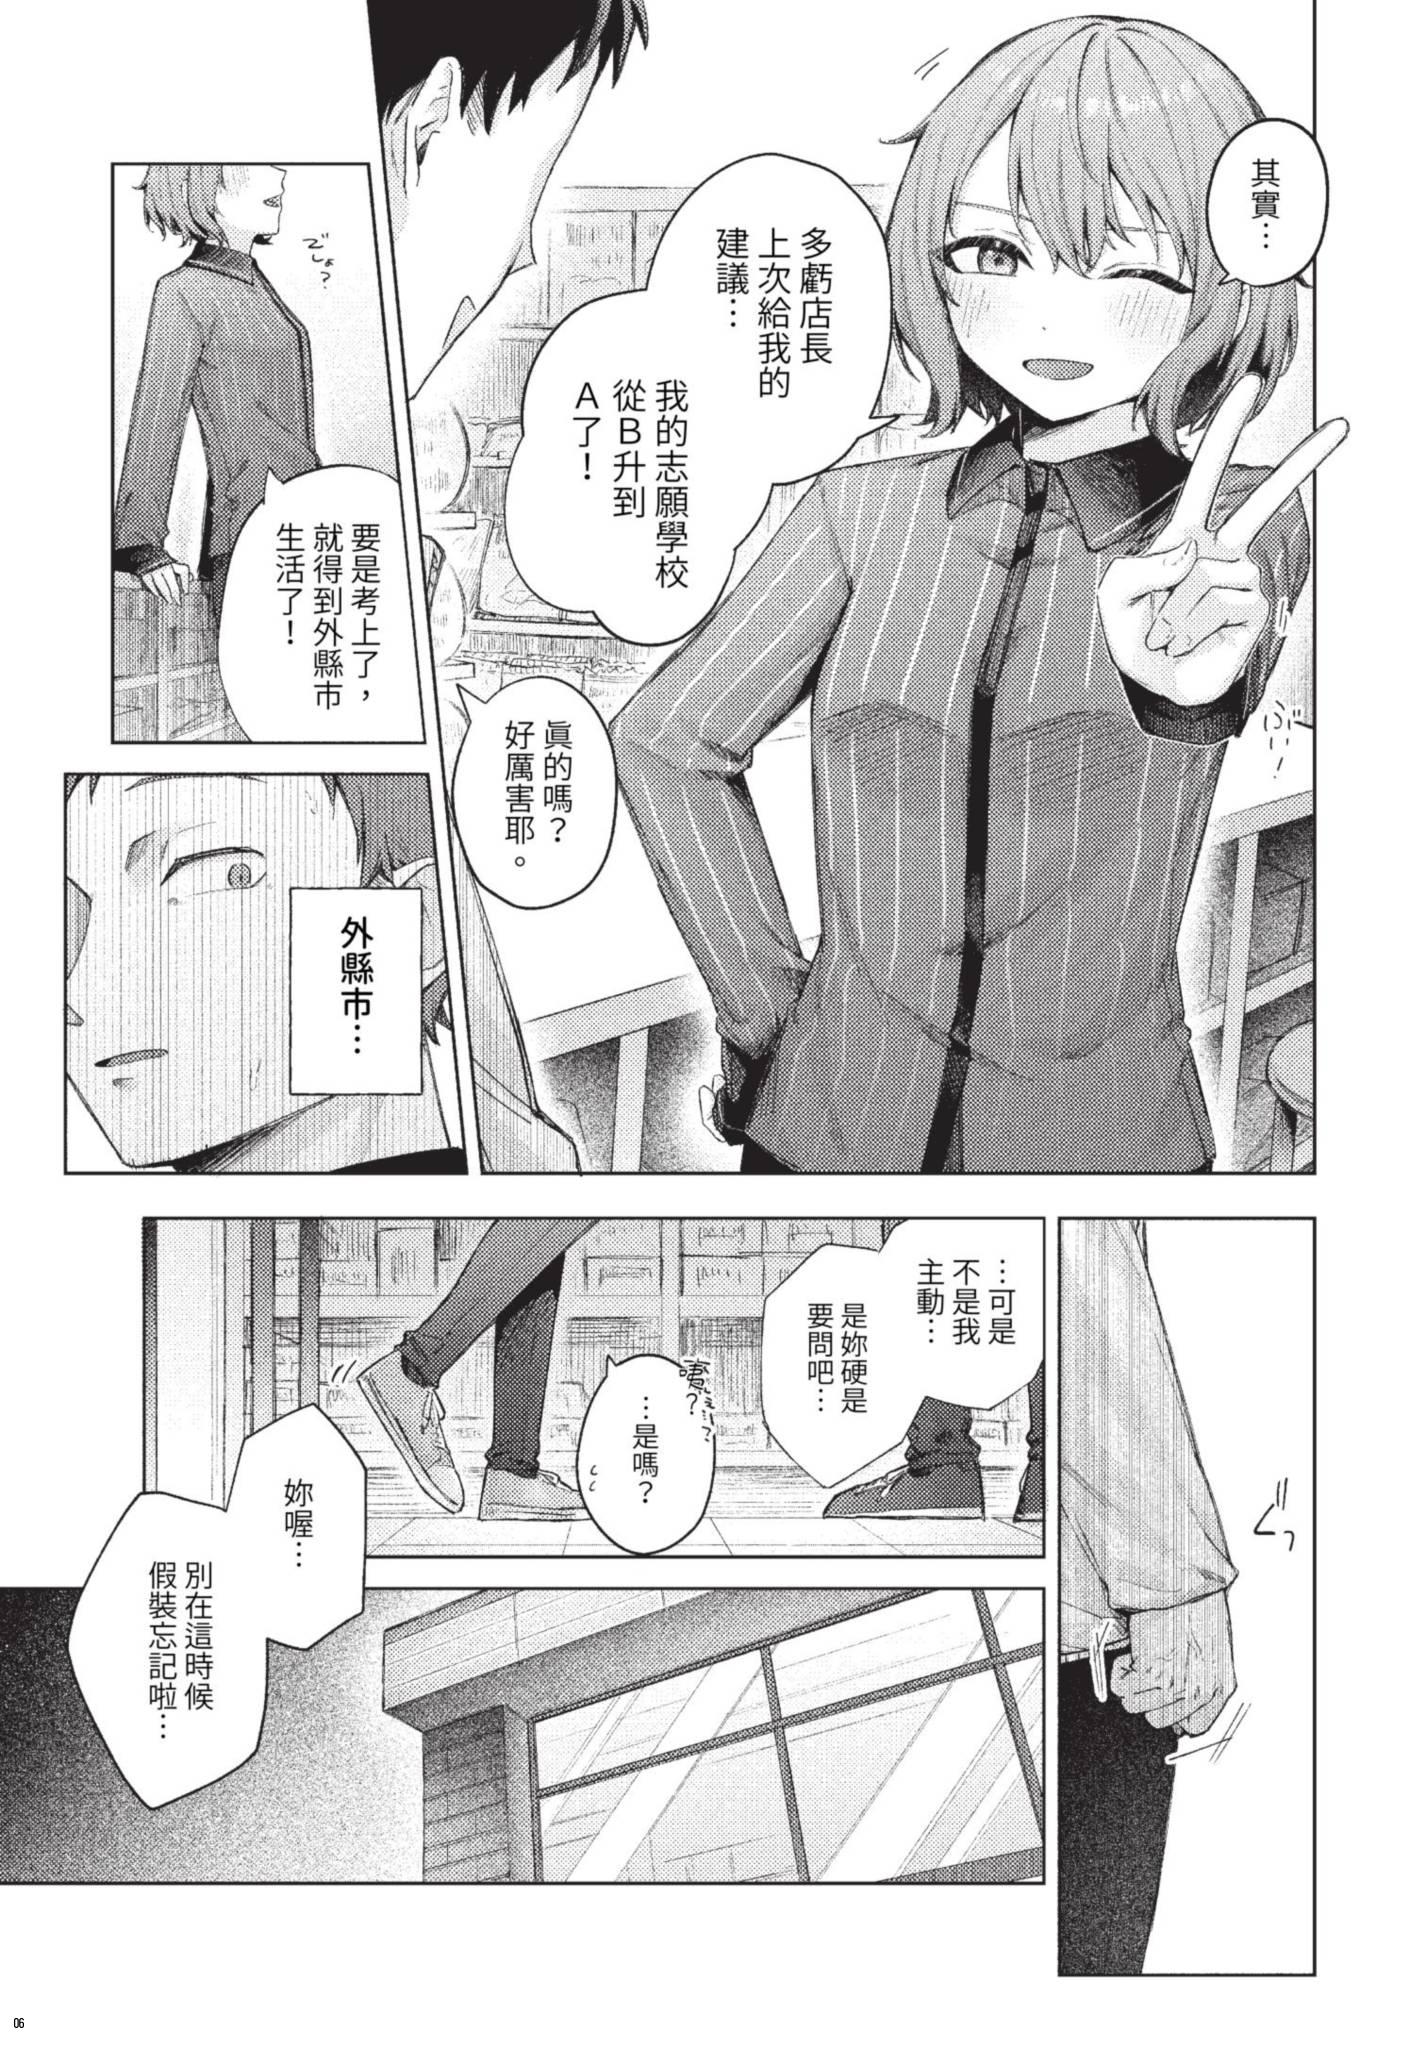 其實…
多虧店長
上次給我的
建議…
我的志願學校
從B升到
A了！
ぶい
真的嗎？
好厲害耶。
でしょ？
要是考上了，
就得到外縣市
生活了！
外縣市…
ぐっ
…可是
不是我
主動…
是妳硬是
要問吧…
咦？
…是嗎？
妳喔…
別在這時候
假裝忘記啦…
06